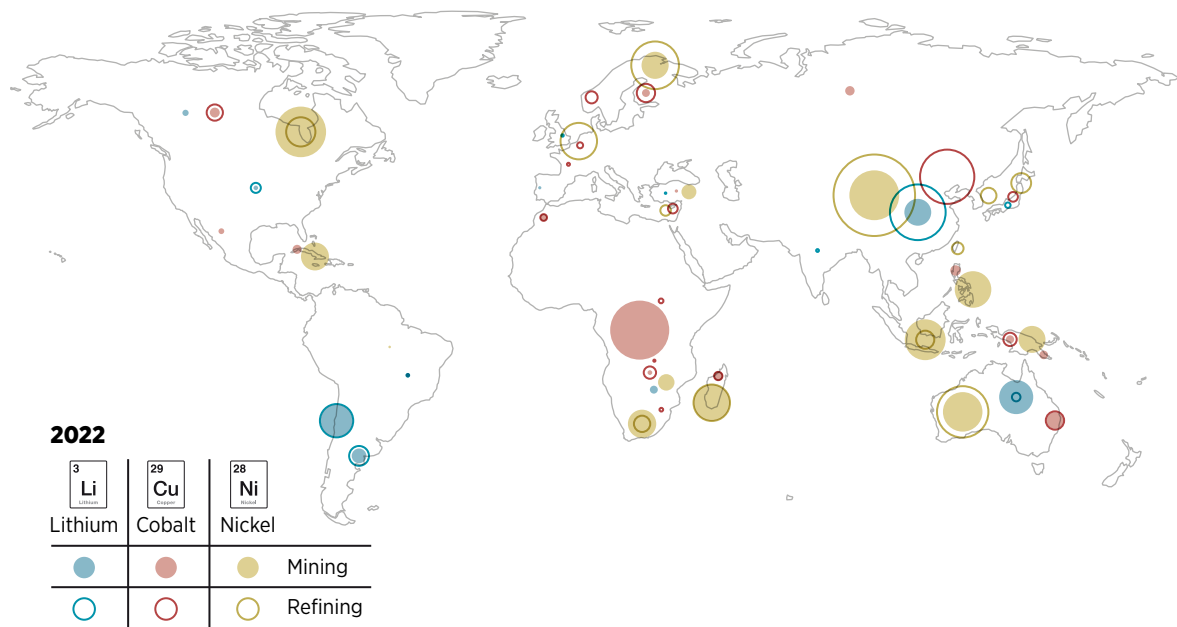 2022
3
Li
Lithium
29
Cu
Copper
28
Ni
Nickel
Lithium
Cobalt
Nickel
Mining
Refining